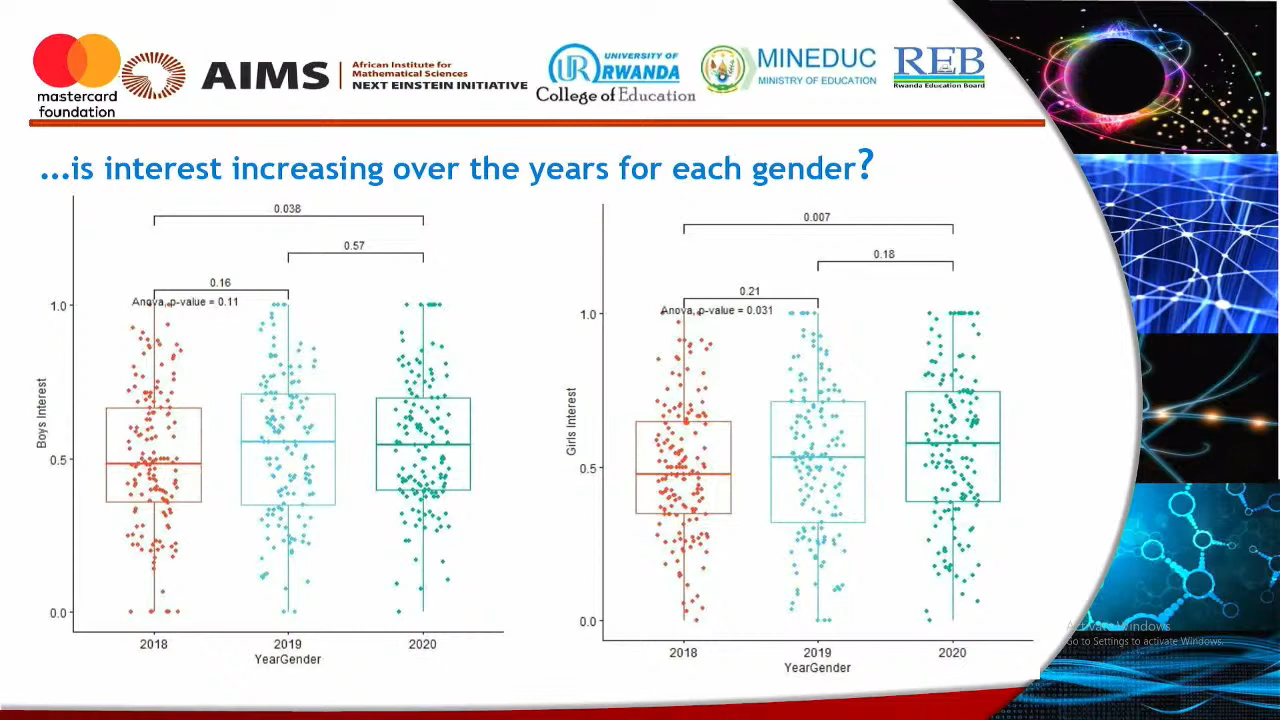 mastercard
foundation
AIMS
African Institute for
Mathematical Sciences
NEXT EINSTEIN INITIATIVE
UR
UNIVERSITY OF
RWANDA
College of Education
MINEDUC
MINISTRY OF EDUCATION
REB
Rwanda Education Board
...is interest increasing over the years for each gender?
0.038
0.57
0.16
Anova, p-value = 0.11
1.0
0.5
0.0
Boys Interest
2018
2019
2020
YearGender
0.007
0.18
0.21
Anova, p-value = 0.031
1.0
0.5
0.0
Girls Interest
2018
2019
2020
YearGender
Activate Windows
Go to Settings to activate Windows.